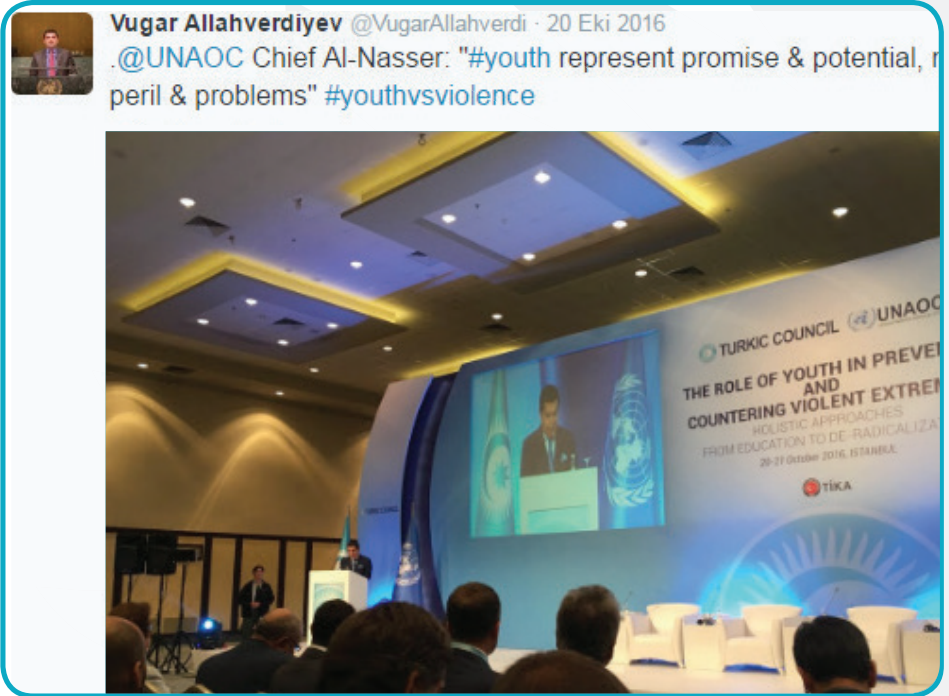 Vugar Allahverdiyev @VugarAllahverdi · 20 Eki 2016
.@UNAOC Chief Al-Nasser: "#youth represent promise & potential,
peril & problems" #youthvsviolence
TURKIC COUNCIL UNAOC
THE ROLE OF YOUTH IN PREVE
AND
COUNTERING VIOLENT EXTREM
HOLISTIC APPROACHES
FROM EDUCATION TO DE-RADICALIZAT
20-21 October 2016, ISTANBUL
TİKA